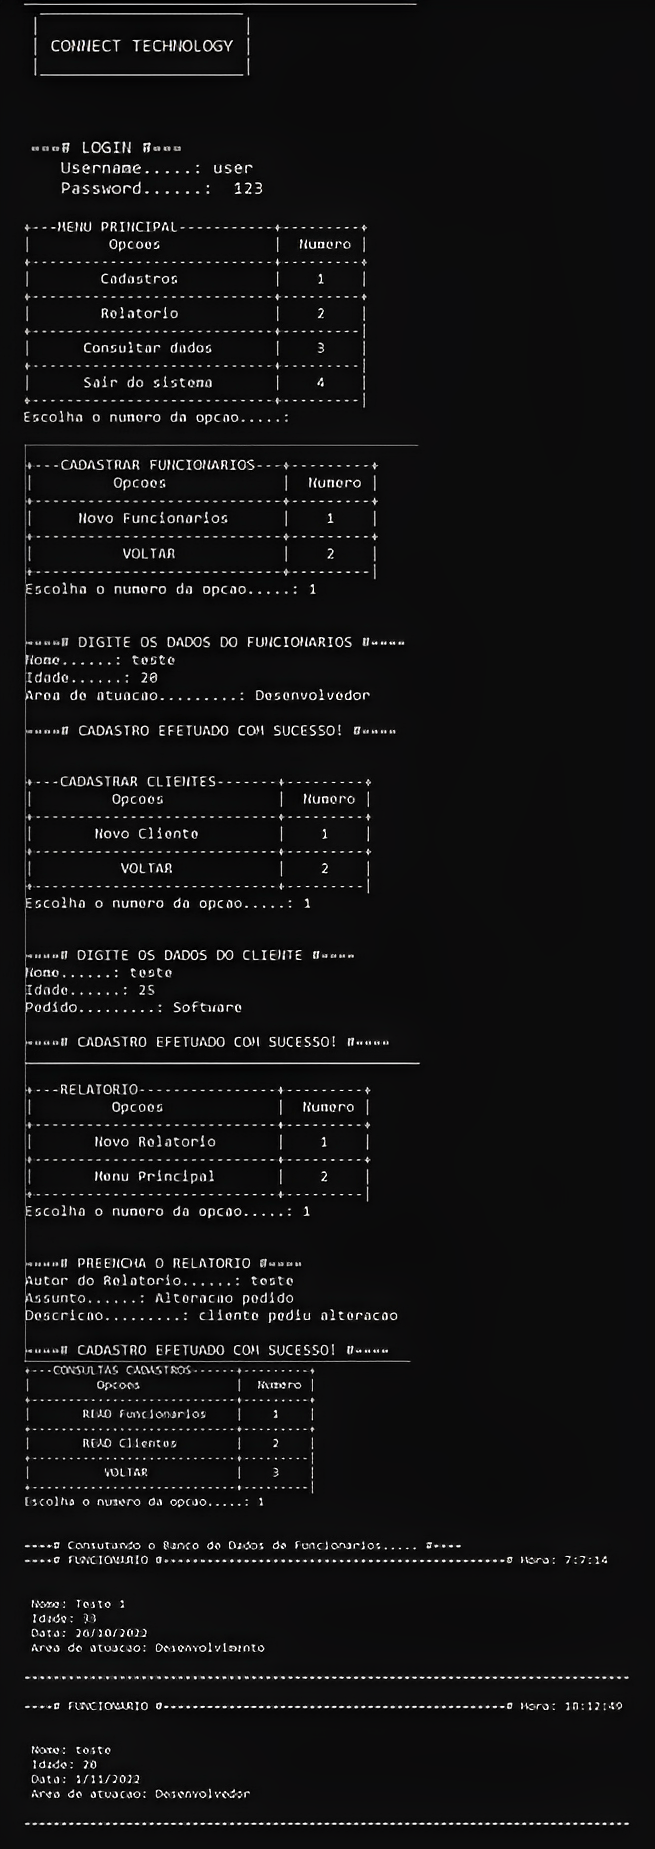 CONNECT TECHNOLOGY
====# LOGIN #====
Username.....: user
Password......: 123
+---MENU PRINCIPAL-----------+---------+
| Opcoes | Numero |
| Cadastros | 1 |
| Relatorio | 2 |
| Consultar dados | 3 |
| Sair do sistema | 4 |
Escolha o numero da opcao.....:
+---CADASTRAR FUNCIONARIOS---+---------+
| Opcoes | Numero |
| Novo Funcionarios | 1 |
| VOLTAR | 2 |
Escolha o numero da opcao.....: 1
====# DIGITE OS DADOS DO FUNCIONARIOS #====
Nome......: teste
Idade......: 20
Area de atuacao.........: Desenvolvedor
====# CADASTRO EFETUADO COM SUCESSO! #====
+---CADASTRAR CLIENTES-------+---------+
| Opcoes | Numero |
| Novo Cliente | 1 |
| VOLTAR | 2 |
Escolha o numero da opcao.....: 1
====# DIGITE OS DADOS DO CLIENTE #====
Nome......: teste
Idade......: 25
Pedido.........: Software
====# CADASTRO EFETUADO COM SUCESSO! #====
+---RELATORIO----------------+---------+
| Opcoes | Numero |
| Novo Relatorio | 1 |
| Menu Principal | 2 |
Escolha o numero da opcao.....: 1
====# PREENCHA O RELATORIO #====
Autor do Relatorio......: teste
Assunto......: Alteracao pedido
Descricao.........: cliente pediu alteracao
====# CADASTRO EFETUADO COM SUCESSO! #====
+---CONSULTAS CADASTROS------+---------+
| Opcoes | Numero |
| READ Funcionarios | 1 |
| READ Clientes | 2 |
| VOLTAR | 3 |
Escolha o numero da opcao.....: 1
----# Consutando o Banco de Dados de Funcionarios..... #----
----# FUNCIONARIO #-----------------------------------------------# Hora: 7:7:14
Nome: Teste 1
Idade: 33
Data: 26/10/2022
Area de atuacao: Desenvolvimento
----# FUNCIONARIO #-----------------------------------------------# Hora: 10:12:49
Nome: teste
Idade: 20
Data: 1/11/2022
Area de atuacao: Desenvolvedor